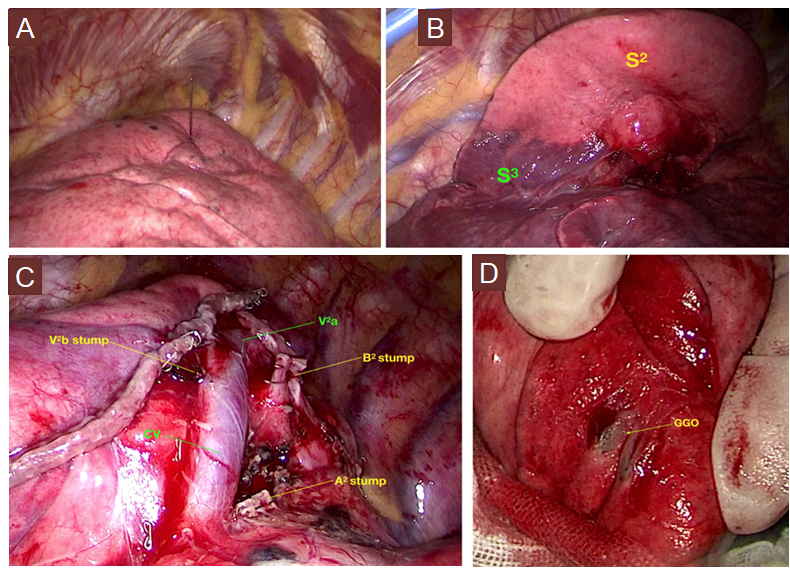 A
B
S²
S³
C
V²a
V²b stump
B² stump
CV
A² stump
D
GGO